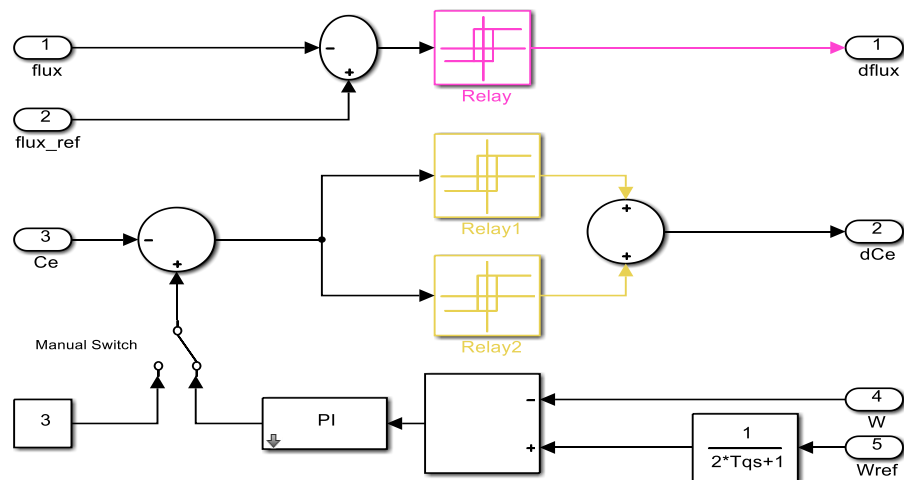 1
flux
2
flux_ref
-
+
Relay
1
dflux
3
Ce
-
+
Relay1
Relay2
+
+
2
dCe
Manual Switch
3
PI
-
+
1
2*Tqs+1
4
W
5
Wref